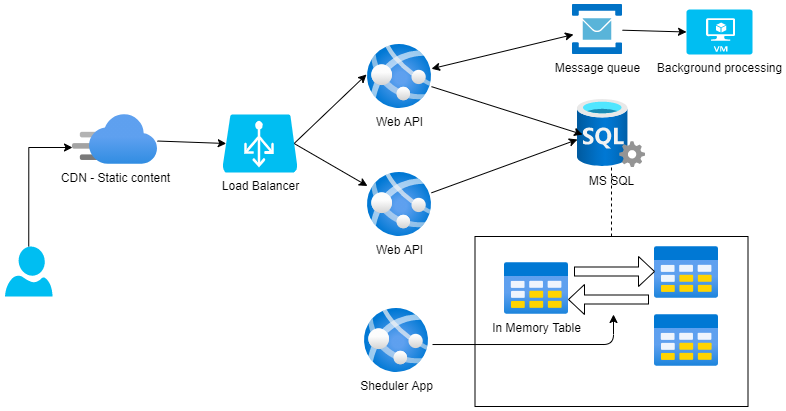 VM
Message queue
Background processing
Web API
SQL
CDN - Static content
Load Balancer
MS SQL
Web API
In Memory Table
Sheduler App